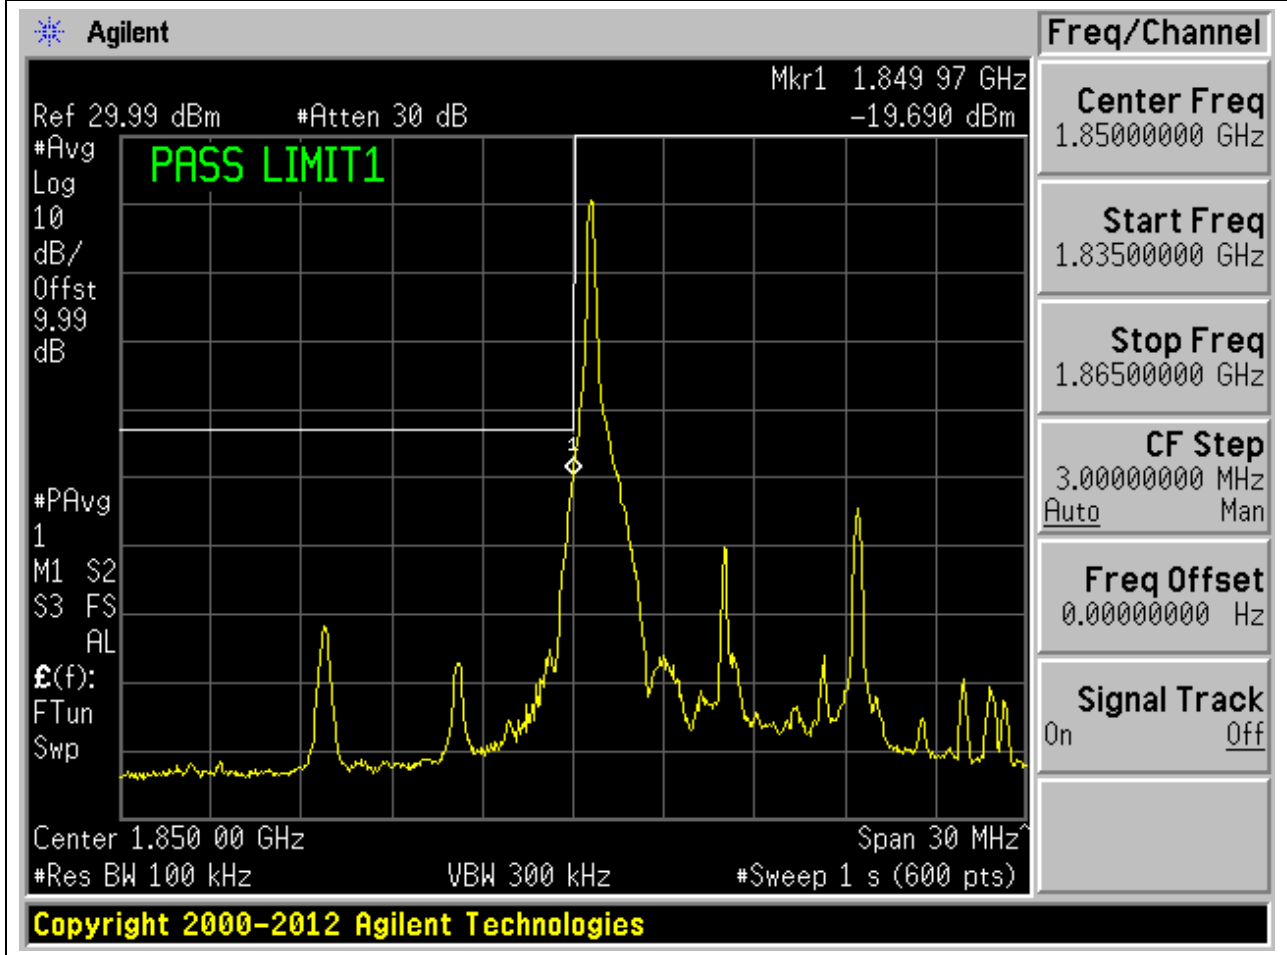 Agilent
Freq/Channel
Mkr1 1.849 97 GHz
Ref 29.99 dBm #Atten 30 dB -19.690 dBm
#Avg
Log
10
dB/
Offst
9.99
dB
PASS LIMIT1
1
#PAvg
1
M1 S2
S3 FS
AL
£(f):
FTun
Swp
Center 1.850 00 GHz Span 30 MHz^
#Res BW 100 kHz VBW 300 kHz #Sweep 1 s (600 pts)
Center Freq
1.85000000 GHz
Start Freq
1.83500000 GHz
Stop Freq
1.86500000 GHz
CF Step
3.00000000 MHz
Auto Man
Freq Offset
0.00000000 Hz
Signal Track
On Off
Copyright 2000-2012 Agilent Technologies